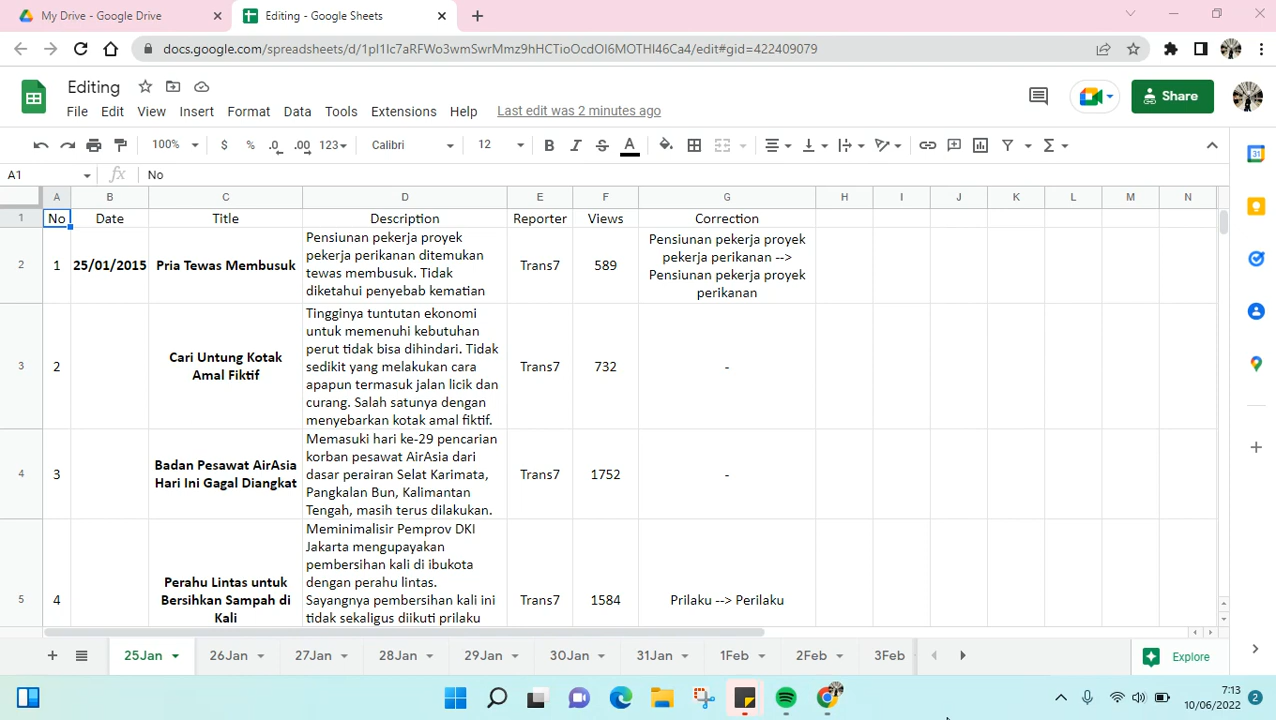 My Drive - Google Drive
Editing - Google Sheets
docs.google.com/spreadsheets/d/1pI1Ic7aRFWo3wmSwrMmz9hHCTioOcdOI6MOTHI46Ca4/edit#gid=422409079
Editing
File Edit View Insert Format Data Tools Extensions Help Last edit was 2 minutes ago
Share
100% $ % .0 .00 123 Calibri 12 B I S A
A1 fx No
A B C D E F G H I J K L M N
1 No Date Title Description Reporter Views Correction
2 1 25/01/2015 Pria Tewas Membusuk
Pensiunan pekerja proyek
pekerja perikanan ditemukan
tewas membusuk. Tidak
diketahui penyebab kematian
Trans7 589
Pensiunan pekerja proyek
pekerja perikanan -->
Pensiunan pekerja proyek
perikanan
3 2
Cari Untung Kotak
Amal Fiktif
Tingginya tuntutan ekonomi
untuk memenuhi kebutuhan
perut tidak bisa dihindari. Tidak
sedikit yang melakukan cara
apapun termasuk jalan licik dan
curang. Salah satunya dengan
menyebarkan kotak amal fiktif.
Trans7 732 -
4 3
Badan Pesawat AirAsia
Hari Ini Gagal Diangkat
Memasuki hari ke-29 pencarian
korban pesawat AirAsia dari
dasar perairan Selat Karimata,
Pangkalan Bun, Kalimantan
Tengah, masih terus dilakukan.
Trans7 1752 -
5 4
Perahu Lintas untuk
Bersihkan Sampah di
Kali
Meminimalisir Pemprov DKI
Jakarta mengupayakan
pembersihan kali di ibukota
dengan perahu lintas.
Sayangnya pembersihan kali ini
tidak sekaligus diikuti prilaku
Trans7 1584 Prilaku --> Perilaku
25Jan 26Jan 27Jan 28Jan 29Jan 30Jan 31Jan 1Feb 2Feb 3Feb Explore
7:13
10/06/2022 2